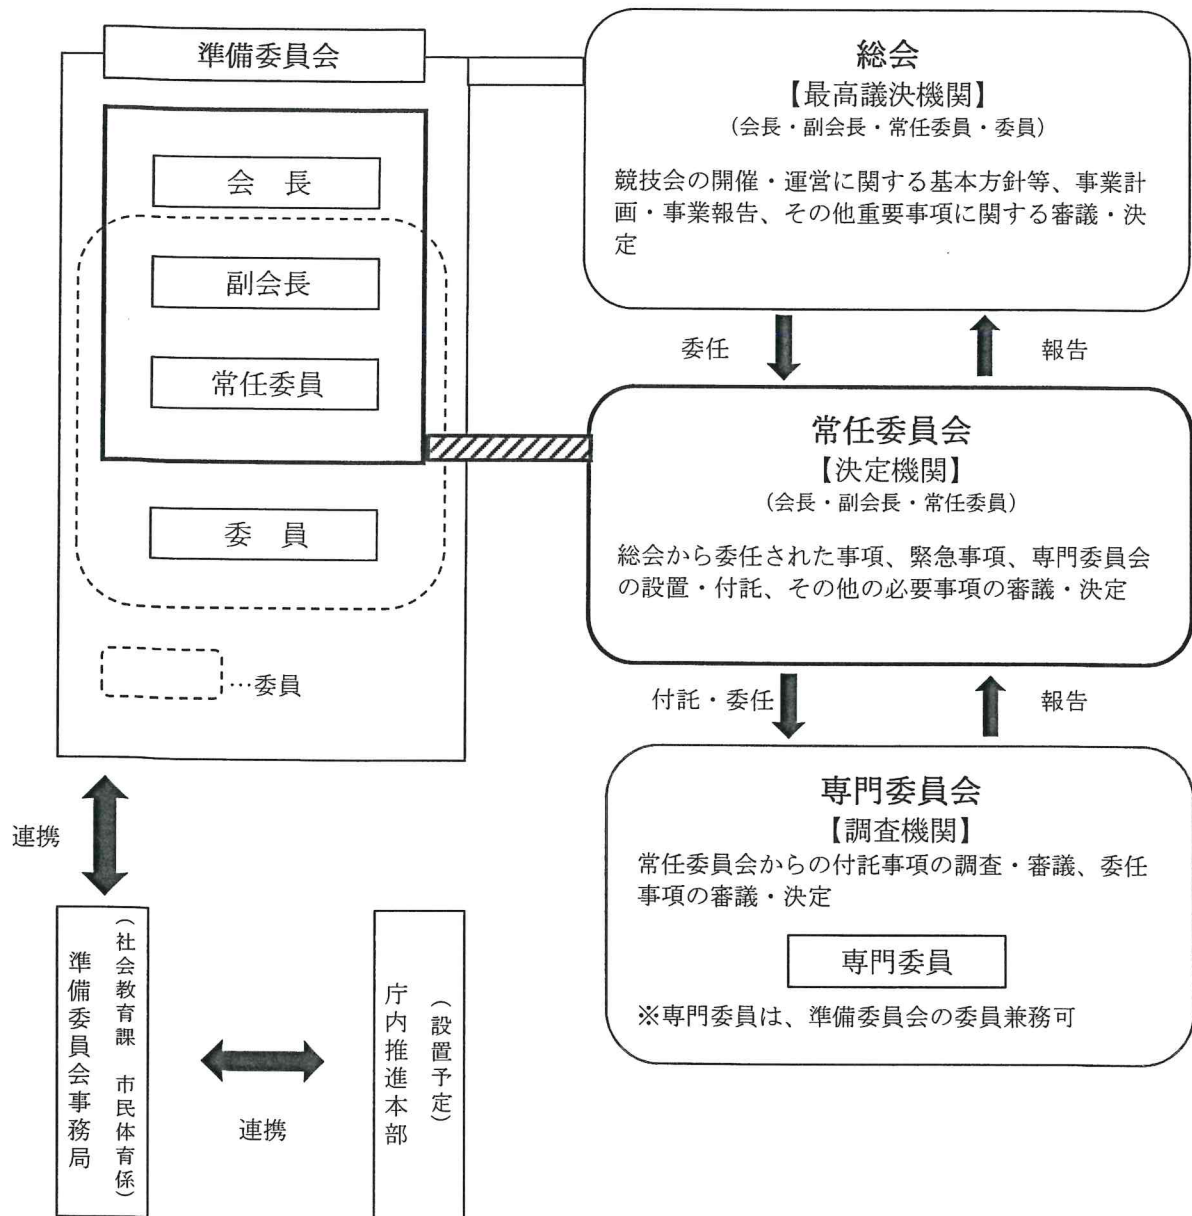 準備委員会
会 長
副会長
常任委員
委 員
…委員
総会
【最高議決機関】
(会長・副会長・常任委員・委員)
競技会の開催・運営に関する基本方針等、事業計
画・事業報告、その他重要事項に関する審議・決
定
委任
報告
常任委員会
【決定機関】
(会長・副会長・常任委員)
総会から委任された事項、緊急事項、専門委員会
の設置・付託、その他の必要事項の審議・決定
付託・委任
報告
専門委員会
【調査機関】
常任委員会からの付託事項の調査・審議、委任
事項の審議・決定
専門委員
※専門委員は、準備委員会の委員兼務可
連携
準備委員会事務局
(社会教育課 市民体育係)
連携
庁内推進本部
(設置予定)